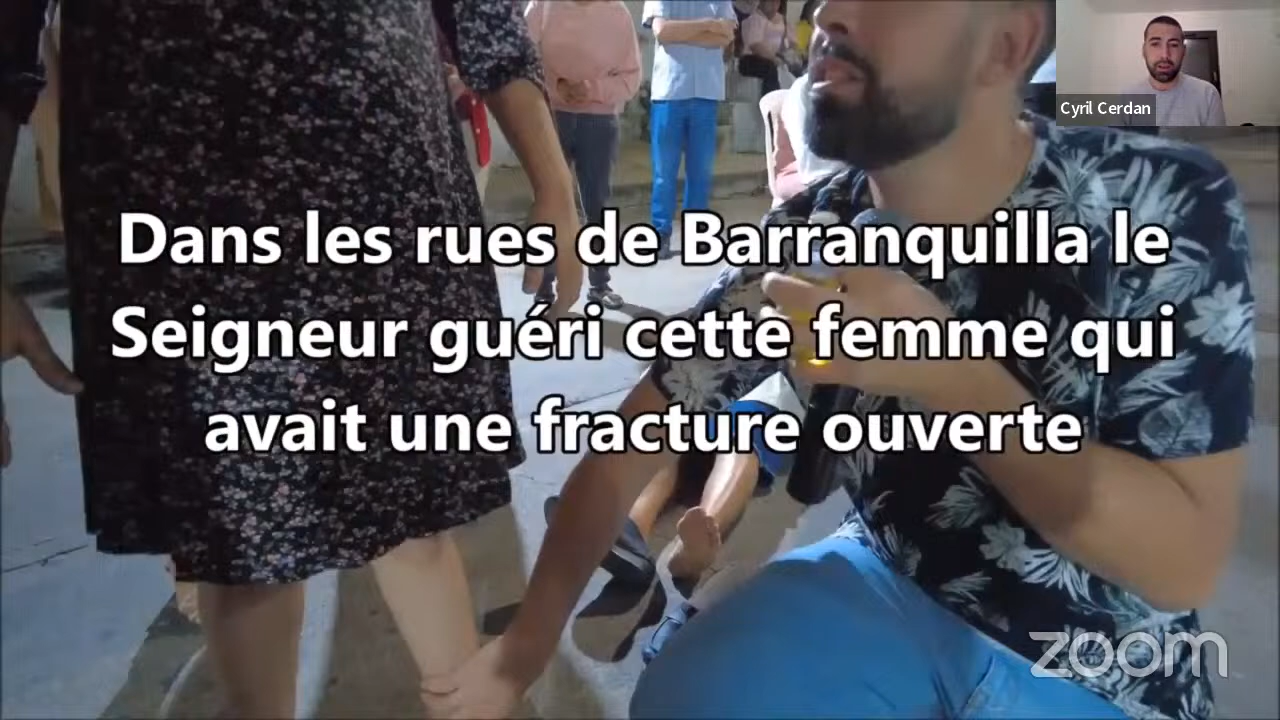 Cyril Cerdan
Dans les rues de Barranquilla le
Seigneur guéri cette femme qui
avait une fracture ouverte
zoom